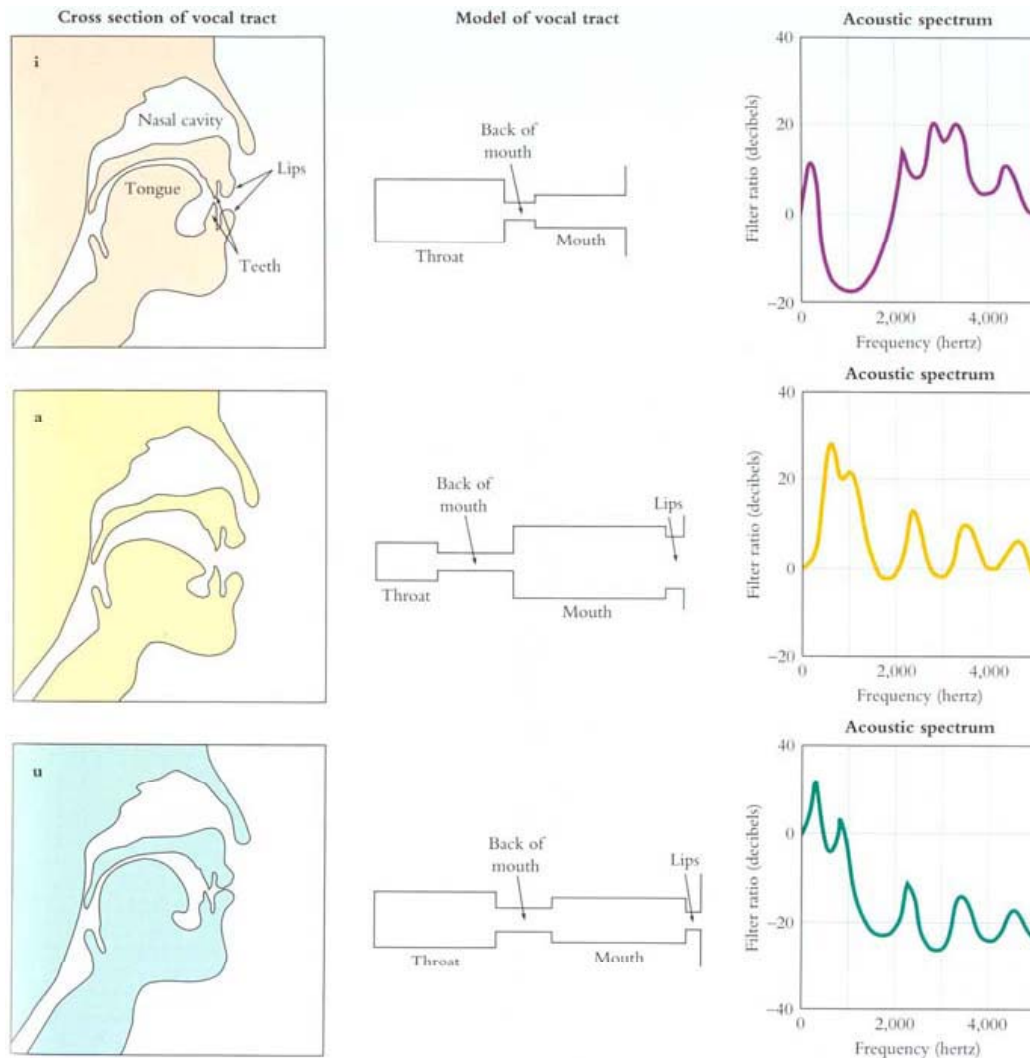 Cross section of vocal tract
Model of vocal tract
Acoustic spectrum
i
Nasal cavity
Tongue
Lips
Teeth
Back of
mouth
Throat
Mouth
40
20
0
−20
Filter ratio (decibels)
0
2,000
4,000
Frequency (hertz)
a
Back of
mouth
Lips
Throat
Mouth
Acoustic spectrum
40
20
0
−20
Filter ratio (decibels)
0
2,000
4,000
Frequency (hertz)
u
Back of
mouth
Lips
Throat
Mouth
Acoustic spectrum
40
0
−20
−40
Filter ratio (decibels)
0
2,000
4,000
Frequency (hertz)